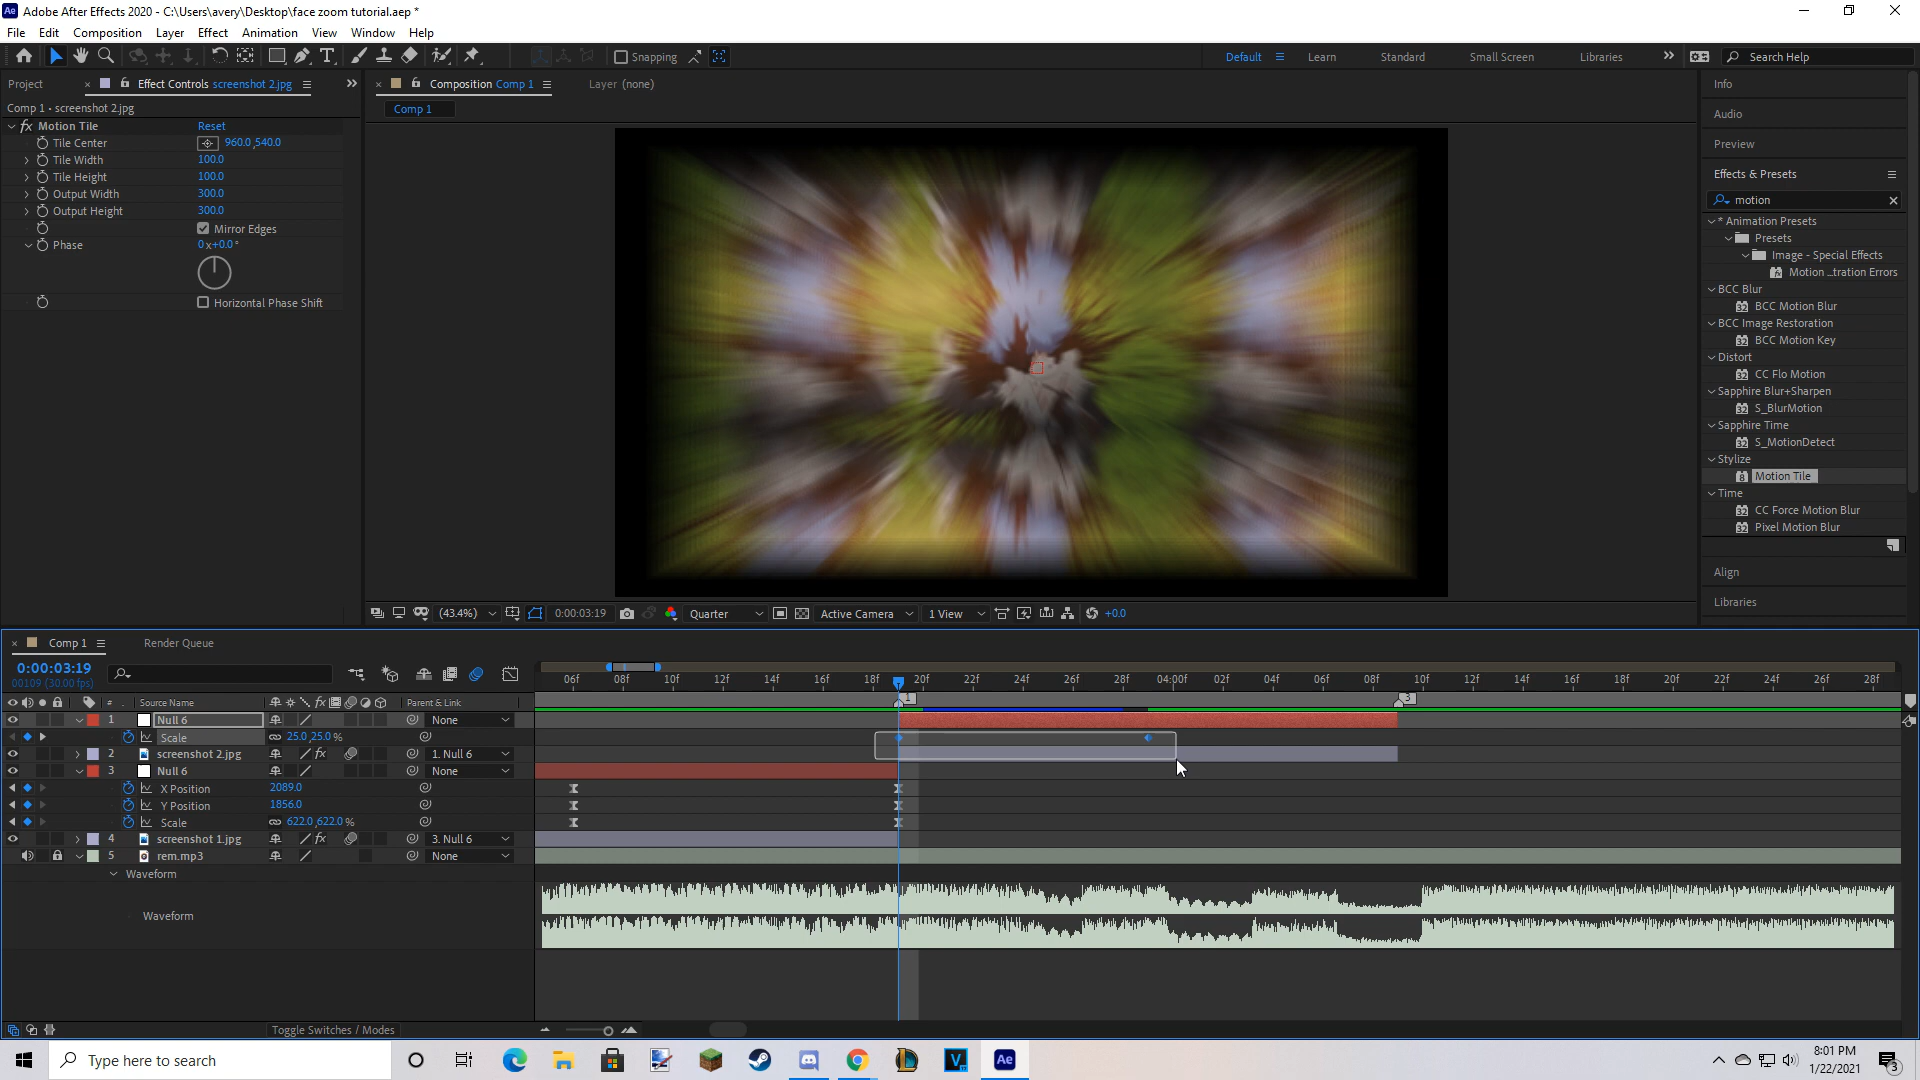 Adobe After Effects 2020 - C:\Users\avery\Desktop\face zoom tutorial.aep *
File Edit Composition Layer Effect Animation View Window Help
Snapping Default Learn Standard Small Screen Libraries Search Help
Project Effect Controls screenshot 2.jpg
Comp 1 • screenshot 2.jpg
fx Motion Tile Reset
Tile Center 960.0,540.0
Tile Width 100.0
Tile Height 100.0
Output Width 300.0
Output Height 300.0
Mirror Edges
Phase 0x+0.0°
Horizontal Phase Shift
Composition Comp 1 Layer (none)
Comp 1
(43.4%) 0:00:03:19 Quarter Active Camera 1 View +0.0
Info
Audio
Preview
Effects & Presets
motion
* Animation Presets
Presets
Image - Special Effects
Motion ...tration Errors
BCC Blur
BCC Motion Blur
BCC Image Restoration
BCC Motion Key
Distort
CC Flo Motion
Sapphire Blur+Sharpen
S_BlurMotion
Sapphire Time
S_MotionDetect
Stylize
Motion Tile
Time
CC Force Motion Blur
Pixel Motion Blur
Align
Libraries
Comp 1 Render Queue
0:00:03:19
00109 (30.00 fps)
06f 08f 10f 12f 14f 16f 18f 20f 22f 24f 26f 28f 04:00f 02f 04f 06f 08f 10f 12f 14f 16f 18f 20f 22f 24f 26f 28f
# Source Name fx Parent & Link 1 3
1 Null 6 None
Scale 25.0,25.0 %
2 screenshot 2.jpg fx 1. Null 6
3 Null 6 None
X Position 2089.0
Y Position 1856.0
Scale 622.0,622.0 %
4 screenshot 1.jpg fx 3. Null 6
5 rem.mp3 None
Waveform
Waveform
Toggle Switches / Modes
Type here to search
Ae
8:01 PM
1/22/2021
3